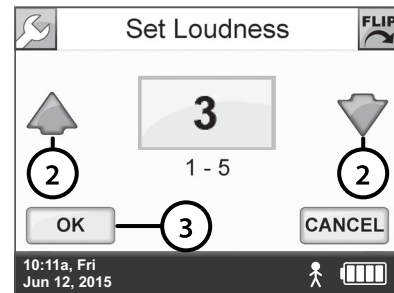 Set Loudness
FLIP
3
2
2
1 - 5
OK
3
CANCEL
10:11a, Fri
Jun 12, 2015